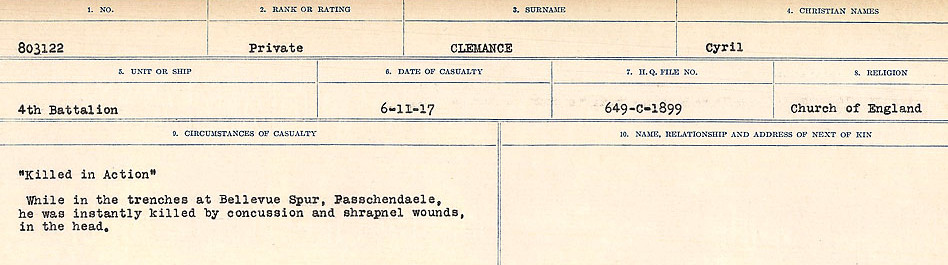 1. NO. 2. RANK OR RATING 3. SURNAME 4. CHRISTIAN NAMES
803122 Private CLEMANCE Cyril
5. UNIT OR SHIP 6. DATE OF CASUALTY 7. H. Q. FILE NO. 8. RELIGION
4th Battalion 6-11-17 649-C-1899 Church of England
9. CIRCUMSTANCES OF CASUALTY 10. NAME, RELATIONSHIP AND ADDRESS OF NEXT OF KIN
"Killed in Action"
While in the trenches at Bellevue Spur, Passchendaele,
he was instantly killed by concussion and shrapnel wounds,
in the head.